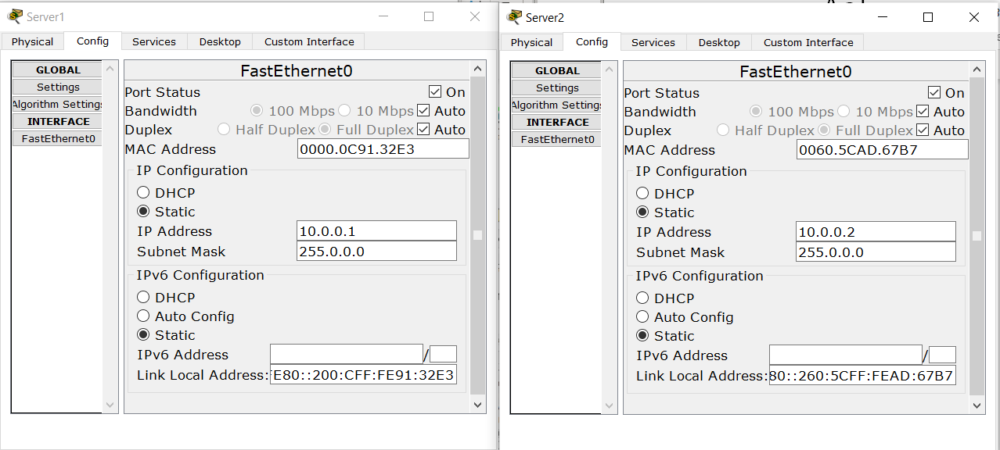 Server1
Physical Config Services Desktop Custom Interface
GLOBAL
Settings
Algorithm Settings
INTERFACE
FastEthernet0
FastEthernet0
Port Status On
Bandwidth 100 Mbps 10 Mbps Auto
Duplex Half Duplex Full Duplex Auto
MAC Address 0000.0C91.32E3
IP Configuration
DHCP
Static
IP Address 10.0.0.1
Subnet Mask 255.0.0.0
IPv6 Configuration
DHCP
Auto Config
Static
IPv6 Address /
Link Local Address: E80::200:CFF:FE91:32E3
Server2
Physical Config Services Desktop Custom Interface
GLOBAL
Settings
Algorithm Settings
INTERFACE
FastEthernet0
FastEthernet0
Port Status On
Bandwidth 100 Mbps 10 Mbps Auto
Duplex Half Duplex Full Duplex Auto
MAC Address 0060.5CAD.67B7
IP Configuration
DHCP
Static
IP Address 10.0.0.2
Subnet Mask 255.0.0.0
IPv6 Configuration
DHCP
Auto Config
Static
IPv6 Address /
Link Local Address: 80::260:5CFF:FEAD:67B7